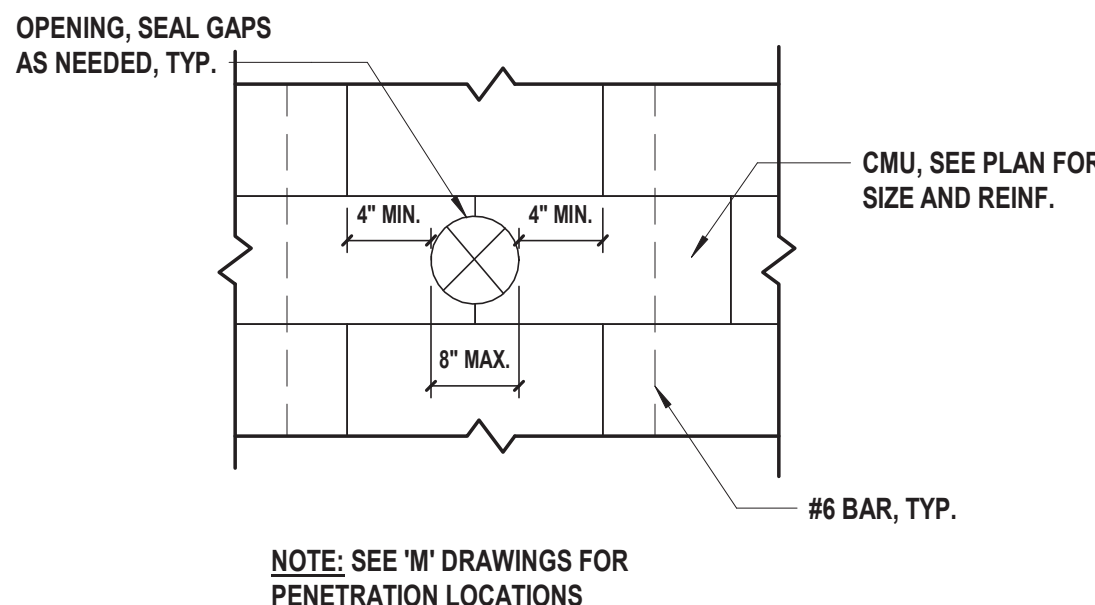 OPENING, SEAL GAPS
AS NEEDED, TYP.
CMU, SEE PLAN FOR
SIZE AND REINF.
4" MIN.
4" MIN.
8" MAX.
#6 BAR, TYP.
NOTE: SEE 'M' DRAWINGS FOR
PENETRATION LOCATIONS